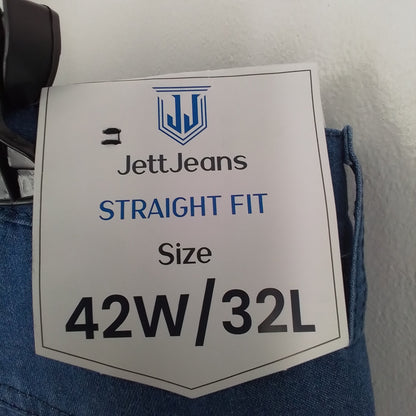 JJ
JettJeans
STRAIGHT FIT
Size
42W/32L